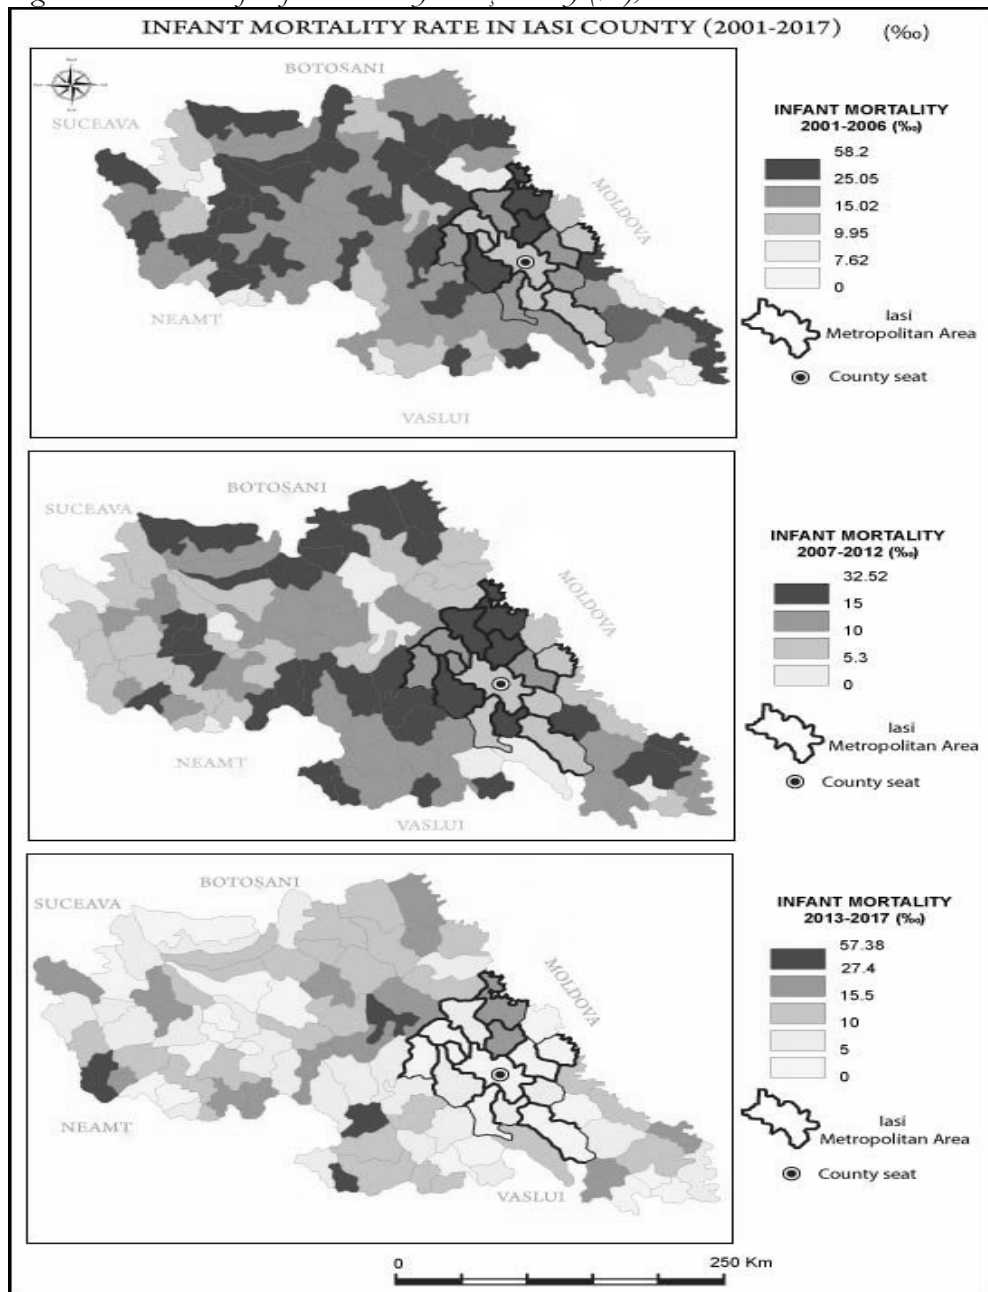 INFANT MORTALITY RATE IN IASI COUNTY (2001-2017) (‰)
BOTOSANI
SUCEAVA
MOLDOVA
NEAMT
VASLUI
INFANT MORTALITY
2001-2006 (‰)
58.2
25.05
15.02
9.95
7.62
0
Iasi
Metropolitan Area
County seat
BOTOȘANI
SUCEAVA
MOLDOVA
NEAMT
VASLUI
INFANT MORTALITY
2007-2012 (‰)
32.52
15
10
5.3
0
Iasi
Metropolitan Area
County seat
BOTOȘANI
SUCEAVA
MOLDOVA
NEAMT
VASLUI
INFANT MORTALITY
2013-2017 (‰)
57.38
27.4
15.5
10
5
0
Iasi
Metropolitan Area
County seat
0 250 Km